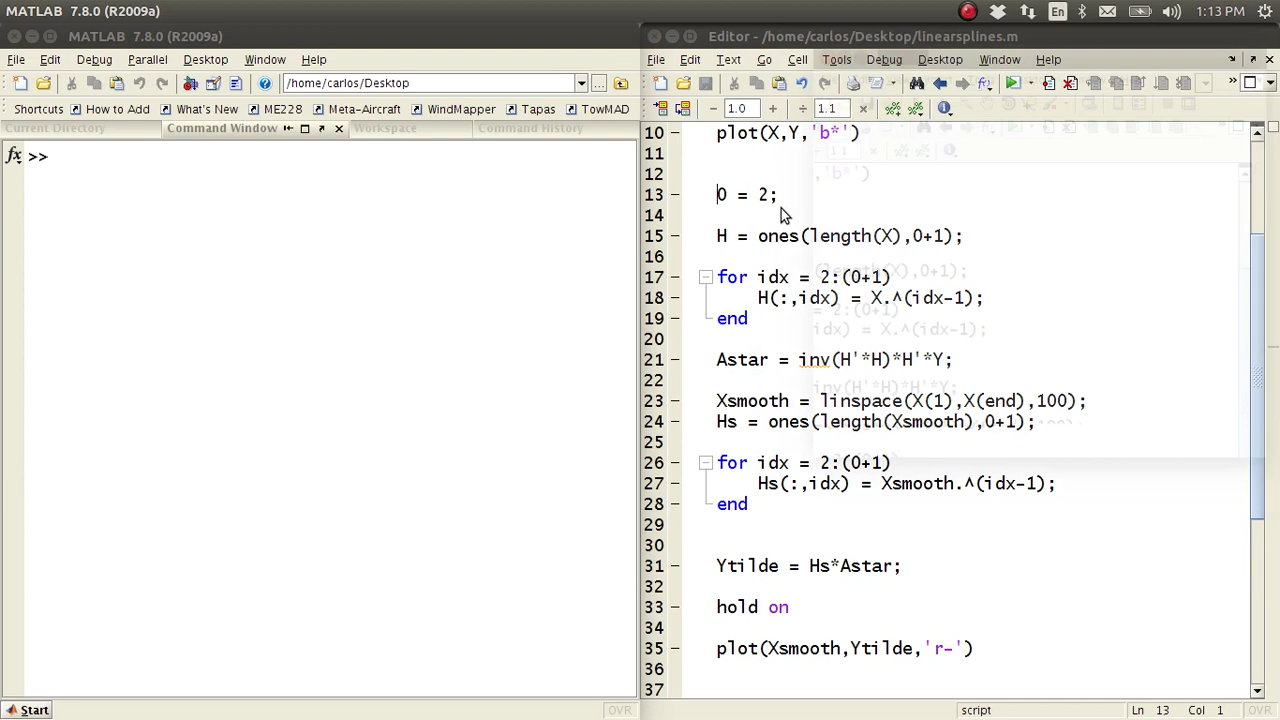 MATLAB 7.8.0 (R2009a)
En
1:13 PM
MATLAB 7.8.0 (R2009a)
File Edit Debug Parallel Desktop Window Help
/home/carlos/Desktop
Shortcuts How to Add What's New ME228 Meta-Aircraft WindMapper Tapas TowMAD
Current Directory Command Window Workspace Command History
fx >>
Start
OVR
Editor - /home/carlos/Desktop/linearsplines.m
File Edit Text Go Cell Tools Debug Desktop Window Help
- 1.0 + ÷ 1.1 ×
10 – plot(X,Y,'b*')
11 –
12 –
13 – O = 2;
14 –
15 – H = ones(length(X),O+1);
16
17 – for idx = 2:(O+1)
18 – H(:,idx) = X.^(idx-1);
19 – end
20 –
21 – Astar = inv(H'*H)*H'*Y;
22 –
23 – Xsmooth = linspace(X(1),X(end),100);
24 – Hs = ones(length(Xsmooth),O+1);
25 –
26 – for idx = 2:(O+1)
27 – Hs(:,idx) = Xsmooth.^(idx-1);
28 – end
29 –
30 –
31 – Ytilde = Hs*Astar;
32 –
33 – hold on
34 –
35 – plot(Xsmooth,Ytilde,'r-')
36 –
37 –
script
Ln 13 Col 1
OVR